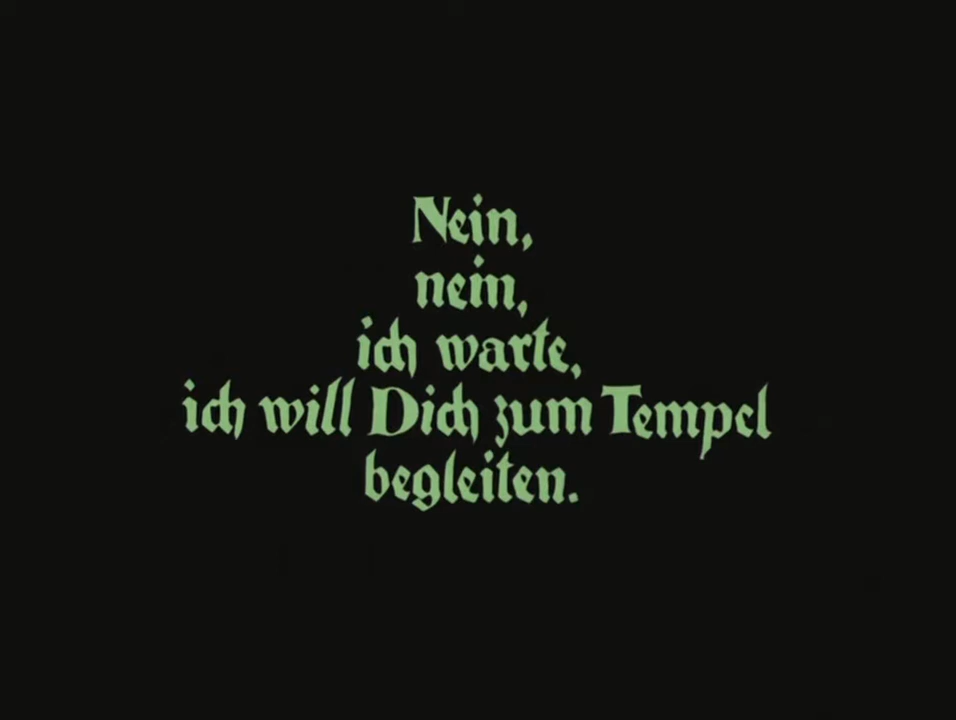 Nein,
nein,
ich warte,
ich will Dich zum Tempel
begleiten.